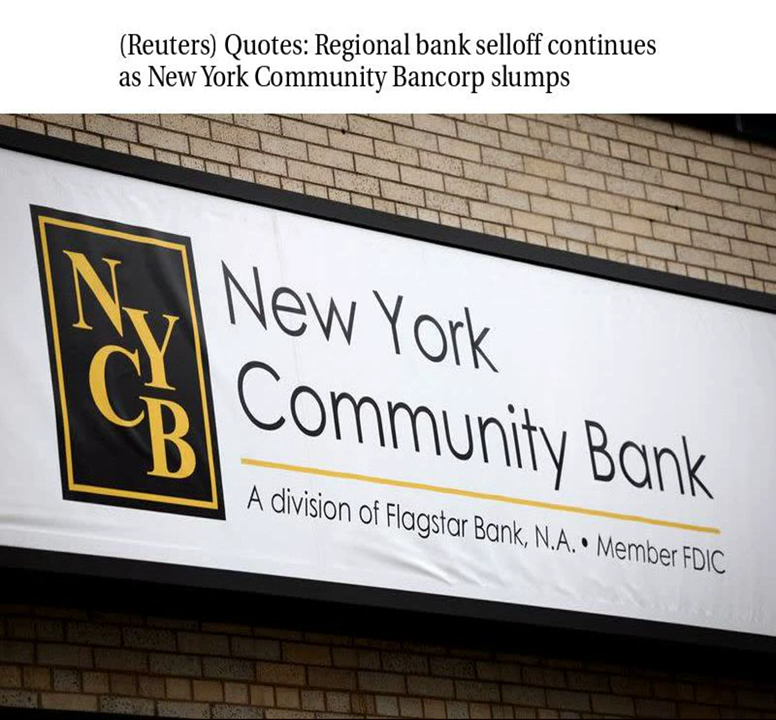 (Reuters) Quotes: Regional bank selloff continues
as New York Community Bancorp slumps
NYCB
New York
Community Bank
A division of Flagstar Bank, N.A. • Member FDIC